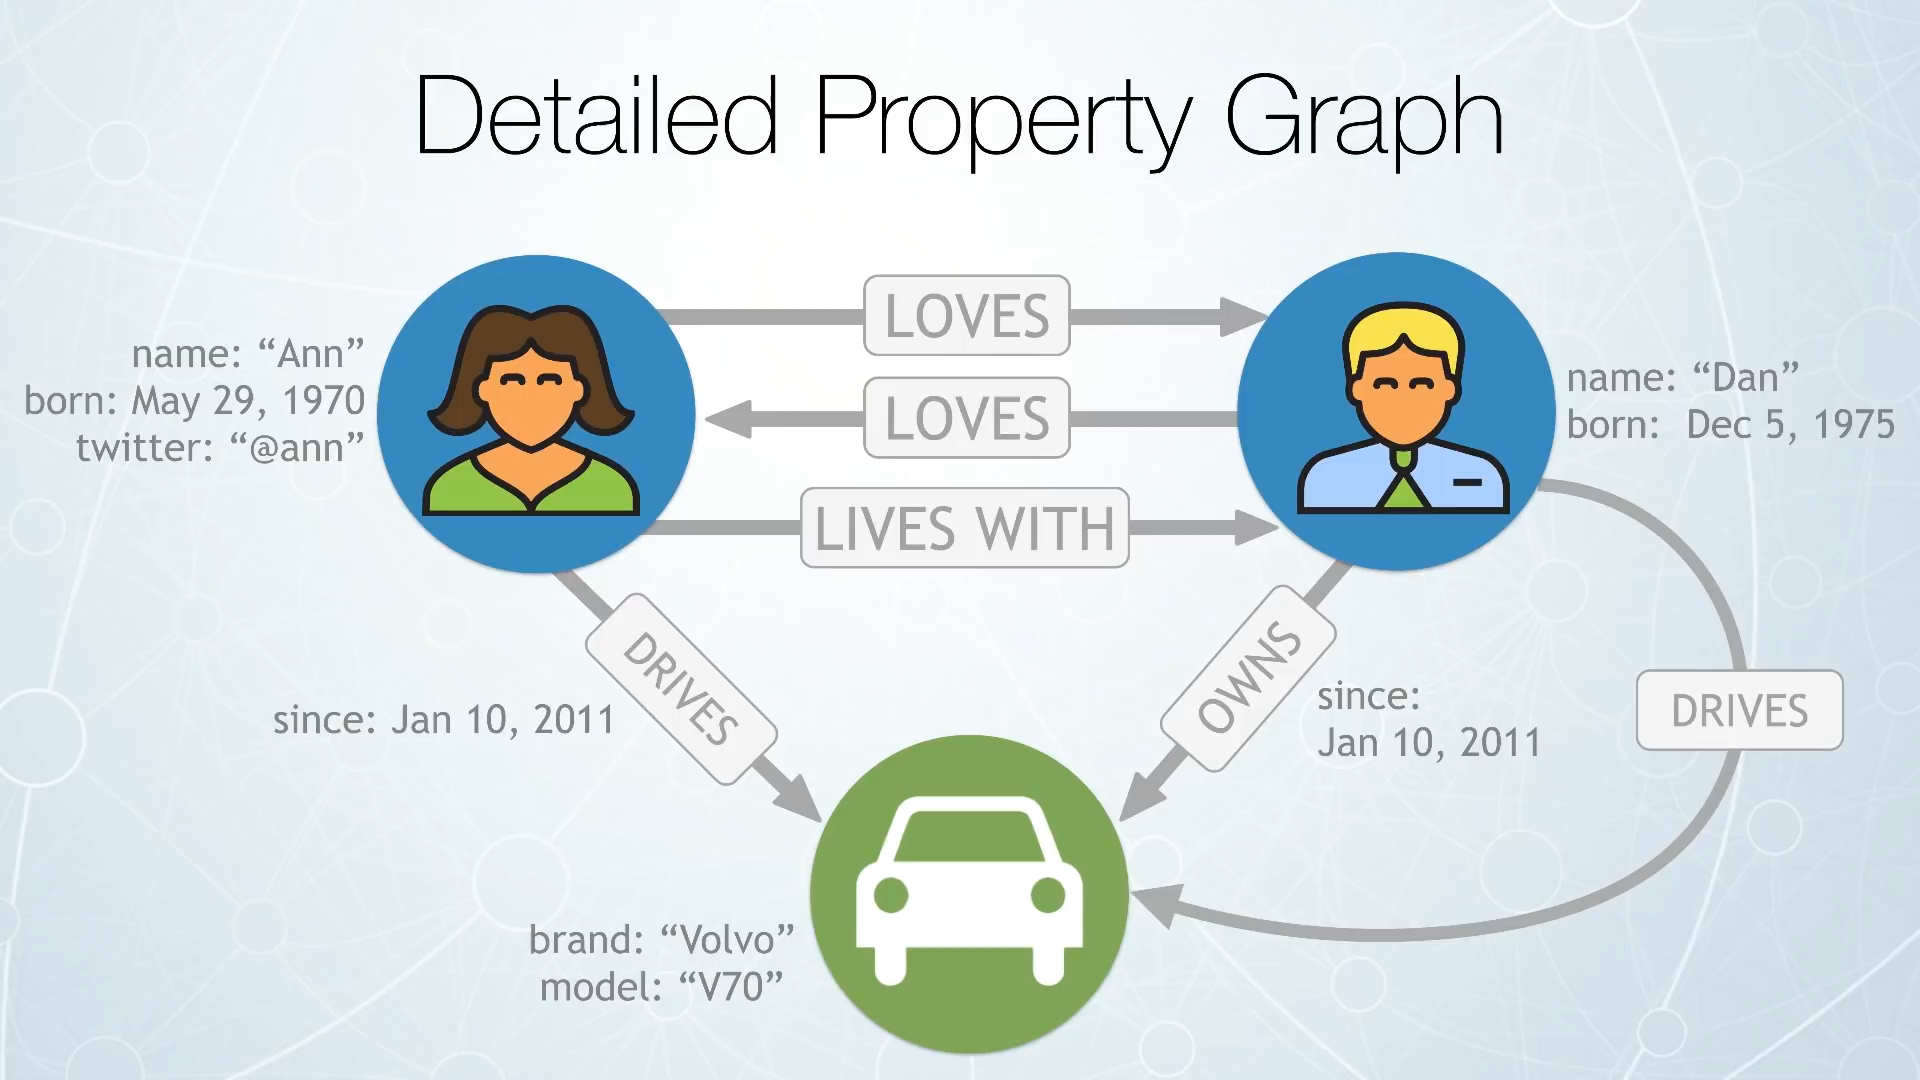 Detailed Property Graph
LOVES
name: “Ann”
born: May 29, 1970
twitter: “@ann”
name: “Dan”
born:  Dec 5, 1975
LOVES
LIVES WITH
DRIVES
since: Jan 10, 2011
OWNS
since:
Jan 10, 2011
DRIVES
brand: “Volvo”
model: “V70”